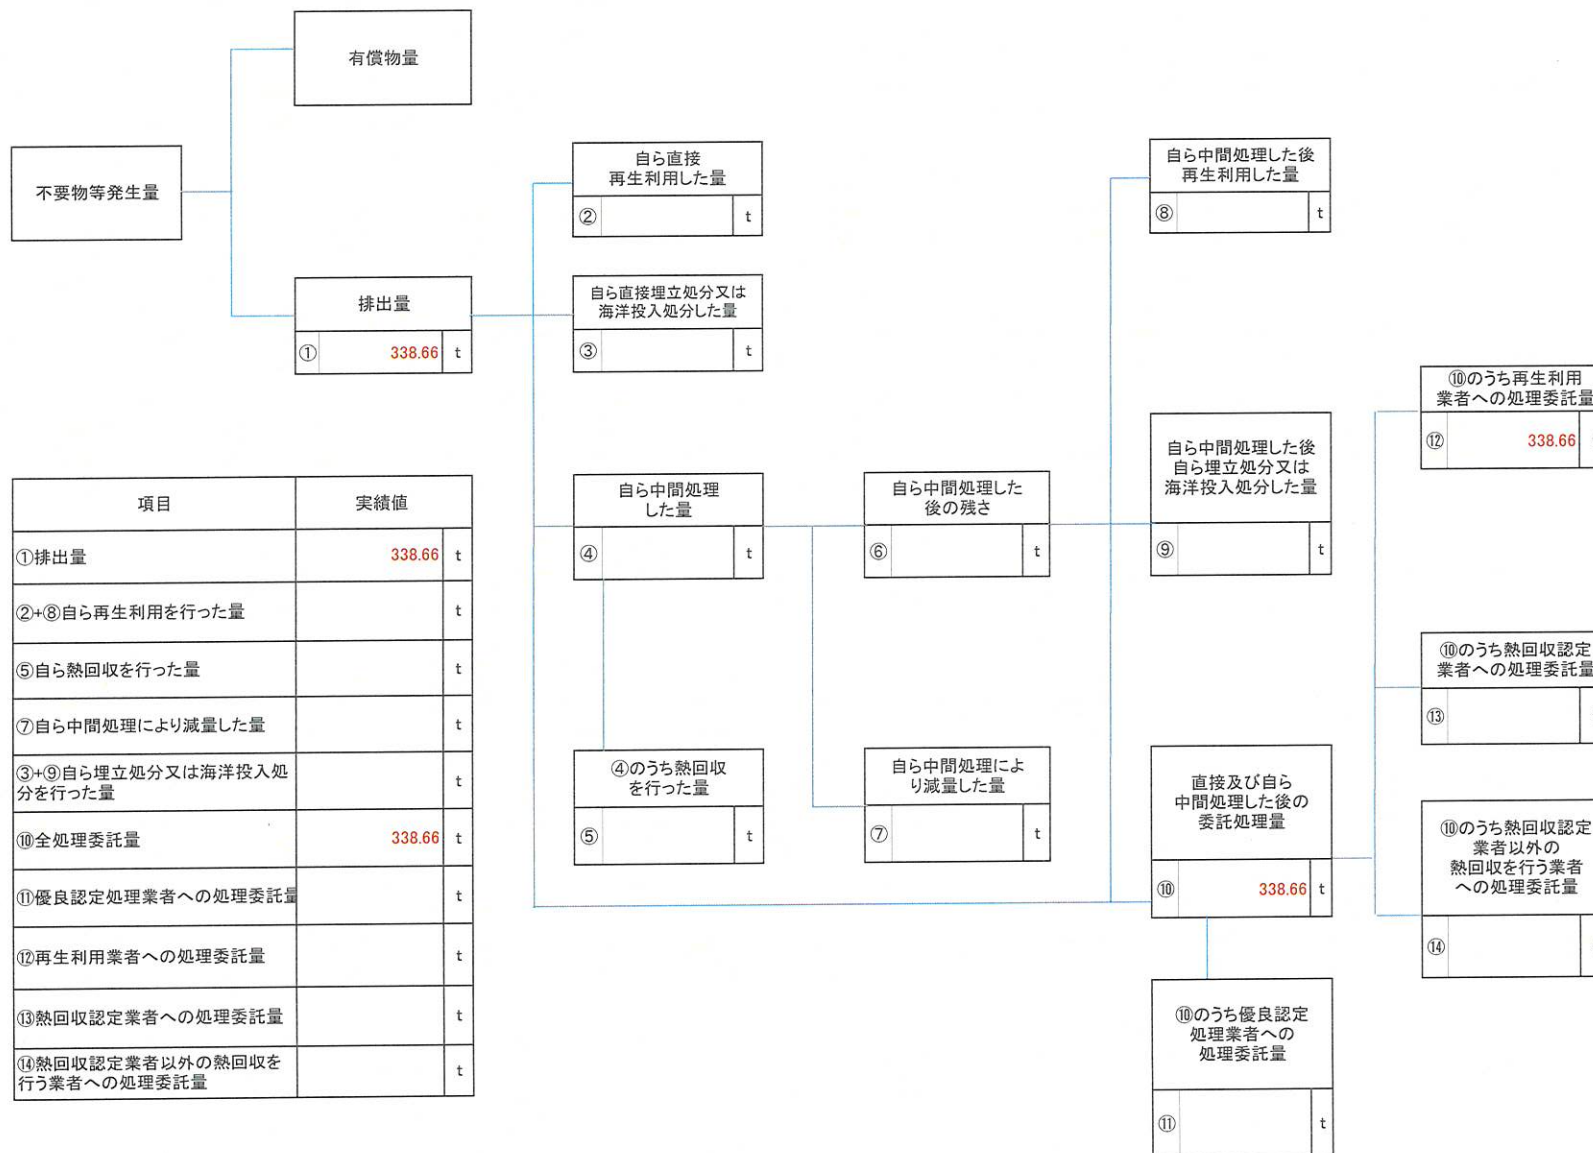 有償物量
不要物等発生量
排出量
① 338.66 t
自ら直接
再生利用した量
② t
自ら直接埋立処分又は
海洋投入処分した量
③ t
自ら中間処理
した量
④ t
④のうち熱回収
を行った量
⑤ t
自ら中間処理した
後の残さ
⑥ t
自ら中間処理によ
り減量した量
⑦ t
自ら中間処理した後
再生利用した量
⑧ t
自ら中間処理した後
自ら埋立処分又は
海洋投入処分した量
⑨ t
直接及び自ら
中間処理した後の
委託処理量
⑩ 338.66 t
⑩のうち優良認定
処理業者への
処理委託量
⑪ t
⑩のうち再生利用
業者への処理委託量
⑫ 338.66
⑩のうち熱回収認定
業者への処理委託量
⑬
⑩のうち熱回収認定
業者以外の
熱回収を行う業者
への処理委託量
⑭
項目 実績値
①排出量 338.66 t
②+⑧自ら再生利用を行った量 t
⑤自ら熱回収を行った量 t
⑦自ら中間処理により減量した量 t
③+⑨自ら埋立処分又は海洋投入処
分を行った量 t
⑩全処理委託量 338.66 t
⑪優良認定処理業者への処理委託量 t
⑫再生利用業者への処理委託量 t
⑬熱回収認定業者への処理委託量 t
⑭熱回収認定業者以外の熱回収を
行う業者への処理委託量 t